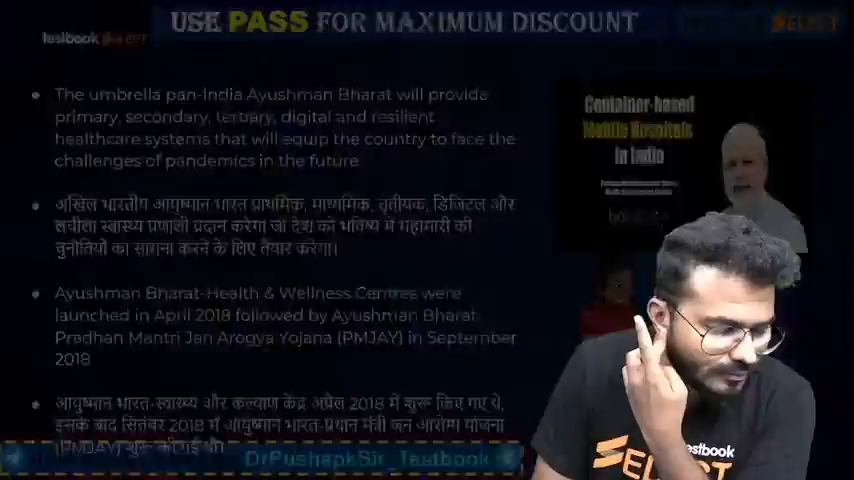 USE PASS FOR MAXIMUM DISCOUNT
Testbook
SELECT
The umbrella pan-India Ayushman Bharat will provide
primary, secondary, tertiary, digital and resilient
healthcare systems that will equip the country to face the
challenges of pandemics in the future
अखिल भारतीय आयुष्मान भारत प्राथमिक, माध्यमिक, तृतीयक, डिजिटल और
लचीला स्वास्थ्य प्रणाली प्रदान करेगा जो देश को भविष्य में महामारी की
चुनौतियों का सामना करने के लिए तैयार करेगा।
Ayushman Bharat-Health & Wellness Centres were
launched in April 2018 followed by Ayushman Bharat
Pradhan Mantri Jan Arogya Yojana (PMJAY) in September
2018
आयुष्मान भारत-स्वास्थ्य और कल्याण केंद्र अप्रैल 2018 में शुरू किए गए थे,
इसके बाद सितंबर 2018 में आयुष्मान भारत-प्रधान मंत्री जन आरोग्य योजना
(PMJAY) शुरू की गई थी
DrPushapkSir_Testbook
Container-based
Mobile Hospitals
in India
testbook
SELECT